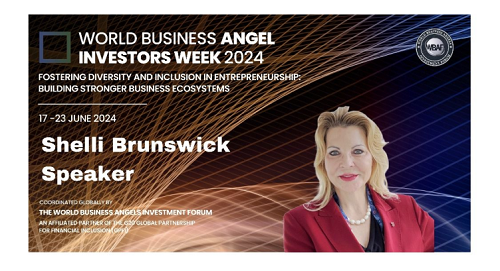 WORLD BUSINESS ANGEL
INVESTORS WEEK 2024
FOSTERING DIVERSITY AND INCLUSION IN ENTREPRENEURSHIP:
BUILDING STRONGER BUSINESS ECOSYSTEMS
17 -23 JUNE 2024
Shelli Brunswick
Speaker
COORDINATED GLOBALLY BY
THE WORLD BUSINESS ANGELS INVESTMENT FORUM
AN AFFILIATED PARTNER OF THE G20 GLOBAL PARTNERSHIP
FOR FINANCIAL INCLUSION (GPFI)
WBAF